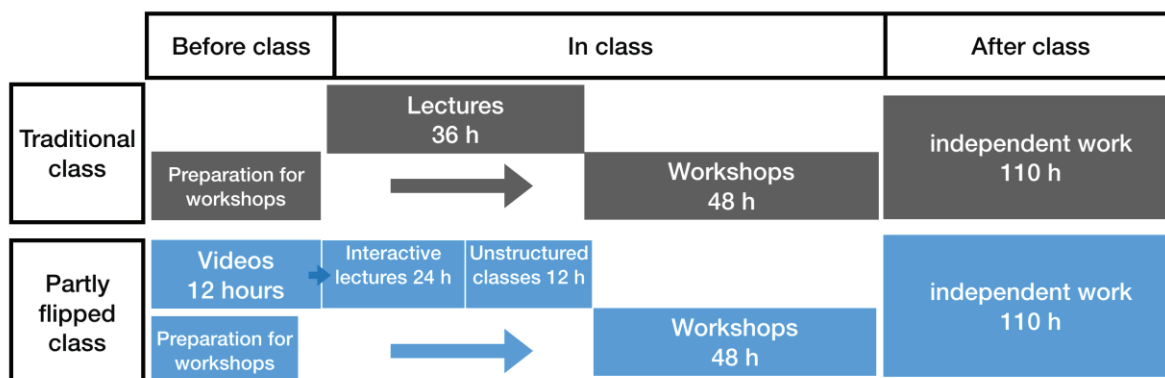 Before class
In class
After class
Traditional
class
Lectures
36 h
Preparation for
workshops
Workshops
48 h
independent work
110 h
Partly
flipped
class
Videos
12 hours
Interactive
lectures 24 h
Unstructured
classes 12 h
Preparation for
workshops
Workshops
48 h
independent work
110 h